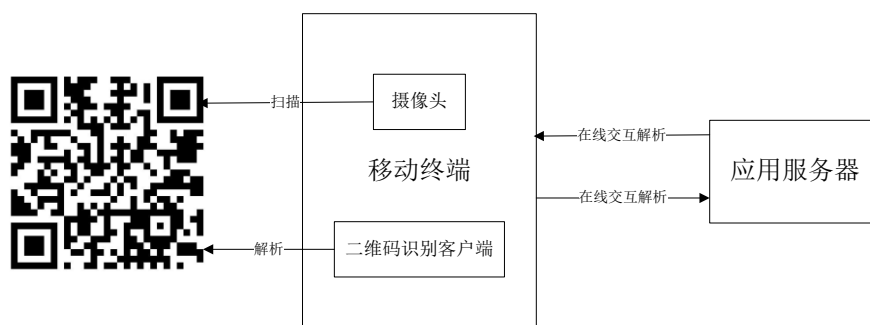 扫描
摄像头
在线交互解析
移动终端
应用服务器
在线交互解析
解析
二维码识别客户端